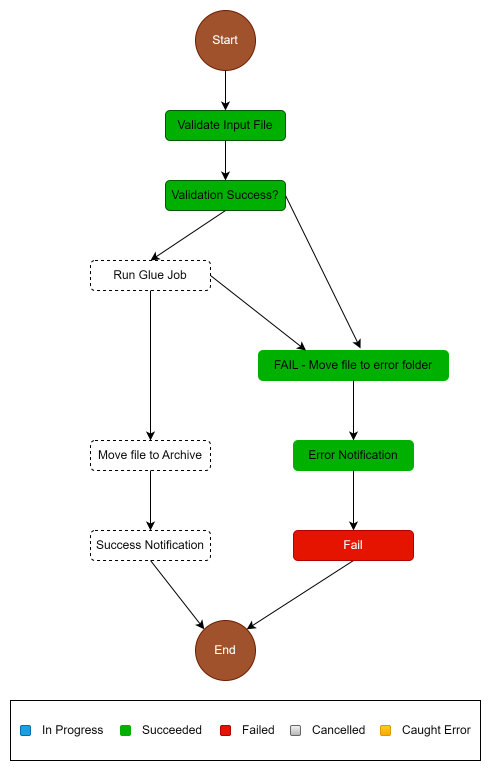 Start
Validate Input File
Validation Success?
Run Glue Job
FAIL - Move file to error folder
Move file to Archive
Error Notification
Success Notification
Fail
End
In Progress
Succeeded
Failed
Cancelled
Caught Error